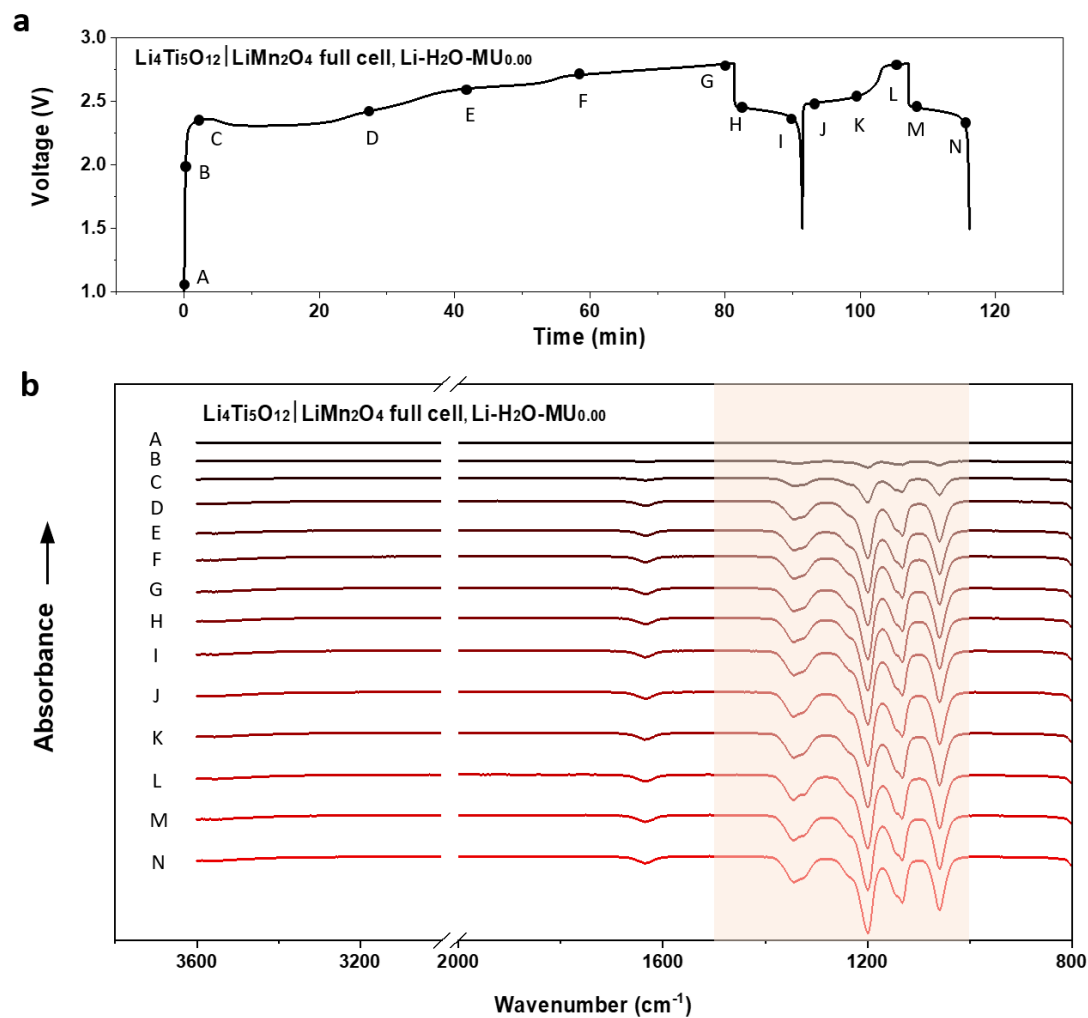 a
Li₄Ti₅O₁₂ | LiMn₂O₄ full cell, Li-H₂O-MU₀.₀₀
Voltage (V)
3.0
2.5
2.0
1.5
1.0
A
B
C
D
E
F
G
H
I
J
K
L
M
N
0
20
40
60
80
100
120
Time (min)
b
Li₄Ti₅O₁₂ | LiMn₂O₄ full cell, Li-H₂O-MU₀.₀₀
Absorbance
A
B
C
D
E
F
G
H
I
J
K
L
M
N
3600
3200
2000
1600
1200
800
Wavenumber (cm⁻¹)